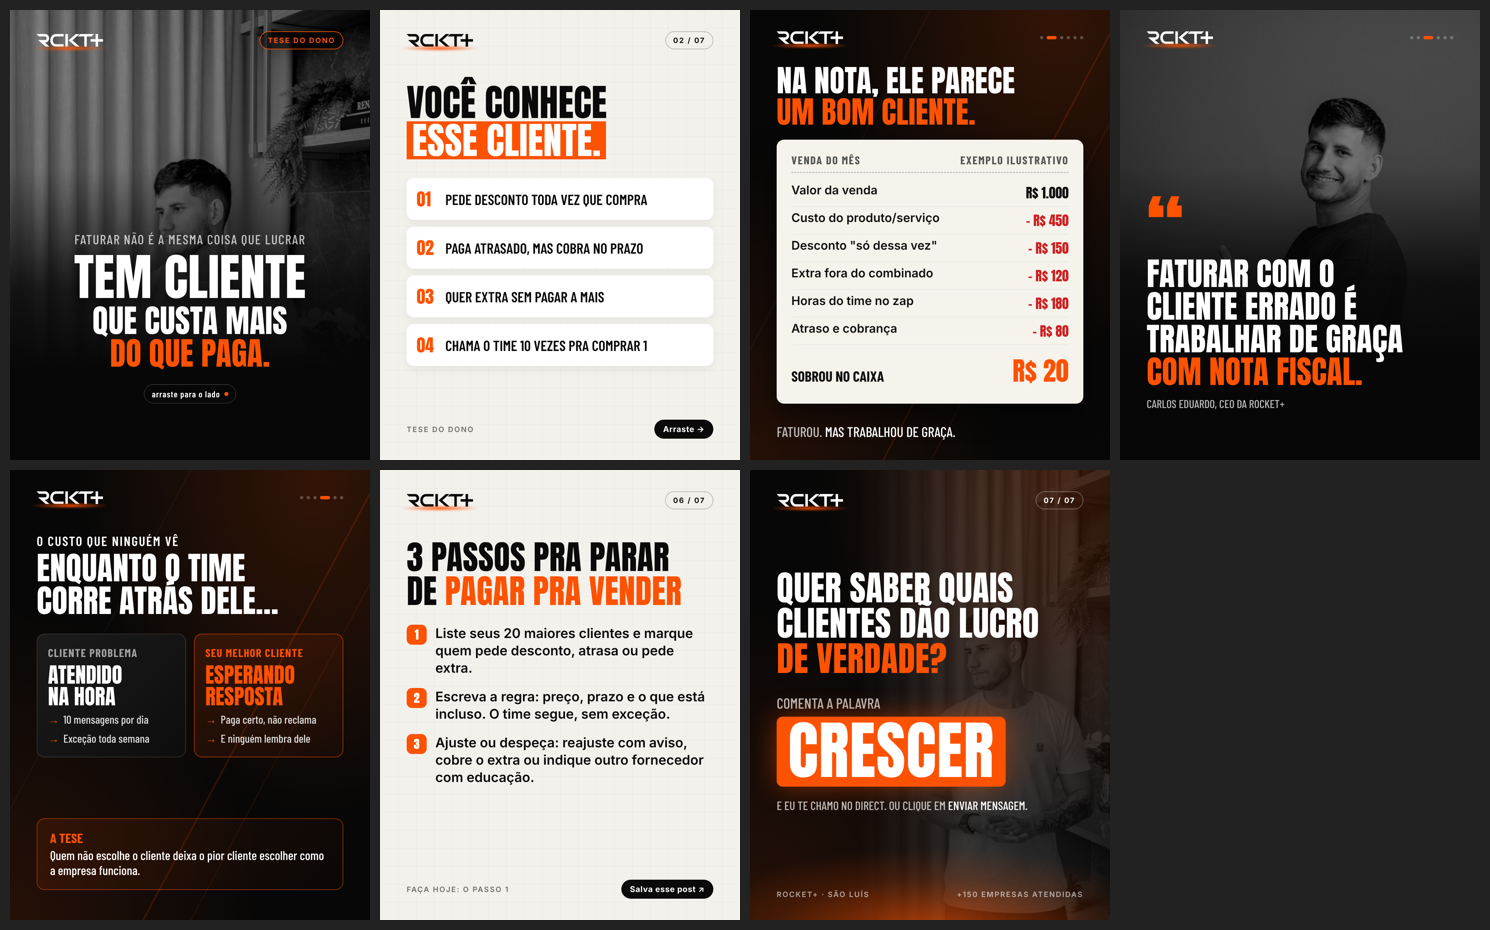 RCKT+
TESE DO DONO
FATURAR NÃO É A MESMA COISA QUE LUCRAR
TEM CLIENTE
QUE CUSTA MAIS
DO QUE PAGA.
arraste para o lado
RCKT+
02 / 07
VOCÊ CONHECE
ESSE CLIENTE.
01 PEDE DESCONTO TODA VEZ QUE COMPRA
02 PAGA ATRASADO, MAS COBRA NO PRAZO
03 QUER EXTRA SEM PAGAR A MAIS
04 CHAMA O TIME 10 VEZES PRA COMPRAR 1
TESE DO DONO
Arraste →
RCKT+
NA NOTA, ELE PARECE
UM BOM CLIENTE.
VENDA DO MÊS EXEMPLO ILUSTRATIVO
Valor da venda R$ 1.000
Custo do produto/serviço - R$ 450
Desconto "só dessa vez" - R$ 150
Extra fora do combinado - R$ 120
Horas do time no zap - R$ 180
Atraso e cobrança - R$ 80
SOBROU NO CAIXA R$ 20
FATUROU. MAS TRABALHOU DE GRAÇA.
RCKT+
“
FATURAR COM O
CLIENTE ERRADO É
TRABALHAR DE GRAÇA
COM NOTA FISCAL.
CARLOS EDUARDO, CEO DA ROCKET+
RCKT+
O CUSTO QUE NINGUÉM VÊ
ENQUANTO O TIME
CORRE ATRÁS DELE...
CLIENTE PROBLEMA
ATENDIDO
NA HORA
→ 10 mensagens por dia
→ Exceção toda semana
SEU MELHOR CLIENTE
ESPERANDO
RESPOSTA
→ Paga certo, não reclama
→ E ninguém lembra dele
A TESE
Quem não escolhe o cliente deixa o pior cliente escolher como
a empresa funciona.
RCKT+
06 / 07
3 PASSOS PRA PARAR
DE PAGAR PRA VENDER
1 Liste seus 20 maiores clientes e marque
quem pede desconto, atrasa ou pede
extra.
2 Escreva a regra: preço, prazo e o que está
incluso. O time segue, sem exceção.
3 Ajuste ou despeça: reajuste com aviso,
cobre o extra ou indique outro fornecedor
com educação.
FAÇA HOJE: O PASSO 1
Salva esse post ↗
RCKT+
07 / 07
QUER SABER QUAIS
CLIENTES DÃO LUCRO
DE VERDADE?
COMENTA A PALAVRA
CRESCER
E EU TE CHAMO NO DIRECT. OU CLIQUE EM ENVIAR MENSAGEM.
ROCKET+ · SÃO LUÍS
+150 EMPRESAS ATENDIDAS